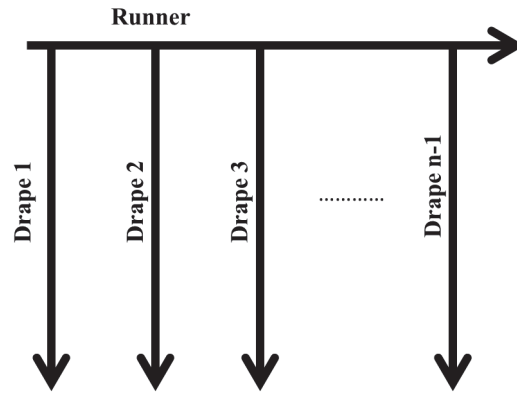 Runner
Drape 1
Drape 2
Drape 3
............
Drape n-1